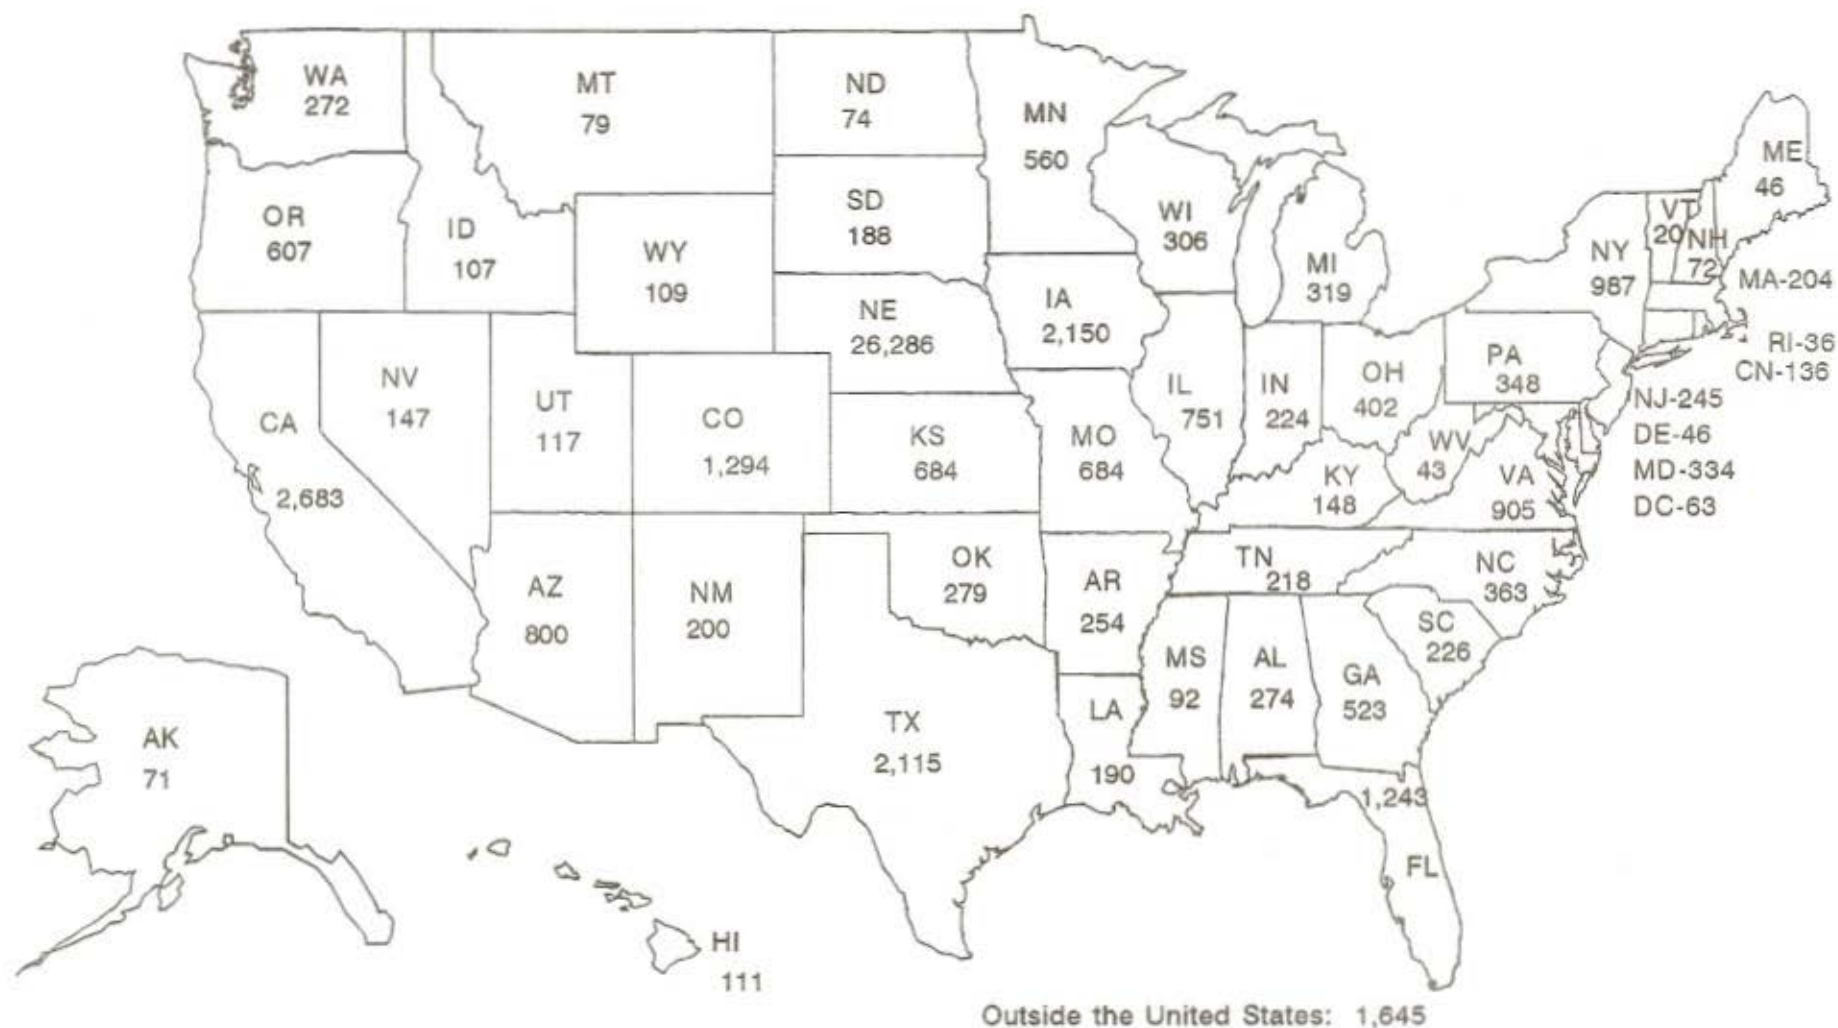 WA
272
MT
79
ND
74
MN
560
ME
46
OR
607
ID
107
WY
109
SD
188
WI
306
MI
319
NY
987
VT
20
NH
72
MA-204
NE
26,286
IA
2,150
RI-36
CN-136
CA
2,683
NV
147
UT
117
CO
1,294
KS
684
MO
684
IL
751
IN
224
OH
402
PA
348
NJ-245
DE-46
MD-334
DC-63
WV
43
VA
905
KY
148
AZ
800
NM
200
OK
279
AR
254
TN
218
NC
363
SC
226
MS
92
AL
274
GA
523
TX
2,115
LA
190
1,243
FL
AK
71
HI
111
Outside the United States: 1,645